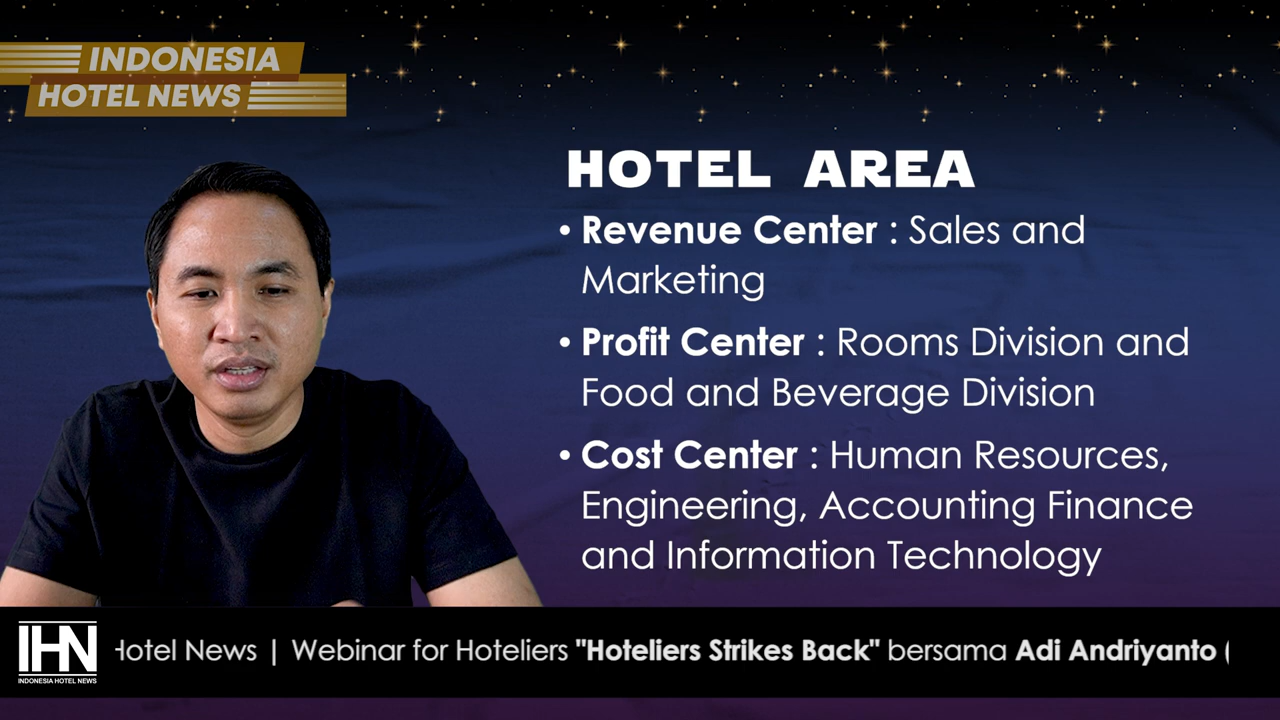 INDONESIA
HOTEL NEWS
HOTEL AREA
• Revenue Center : Sales and
Marketing
• Profit Center : Rooms Division and
Food and Beverage Division
• Cost Center : Human Resources,
Engineering, Accounting Finance
and Information Technology
IHN
INDONESIA HOTEL NEWS
Hotel News | Webinar for Hoteliers "Hoteliers Strikes Back" bersama Adi Andriyanto (